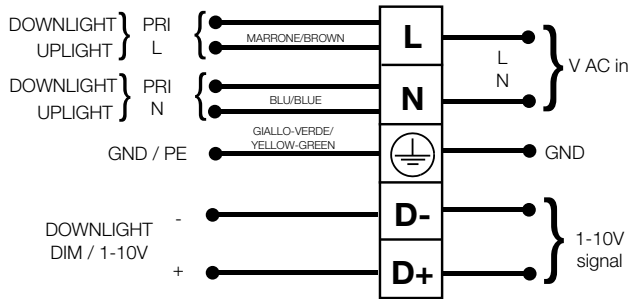 DOWNLIGHT PRI
UPLIGHT L
MARRONE/BROWN
L
L
N
V AC in
DOWNLIGHT PRI
UPLIGHT N
BLU/BLUE
N
GIALLO-VERDE/
YELLOW-GREEN
GND / PE
GND
DOWNLIGHT
DIM / 1-10V
-
+
D-
D+
1-10V
signal